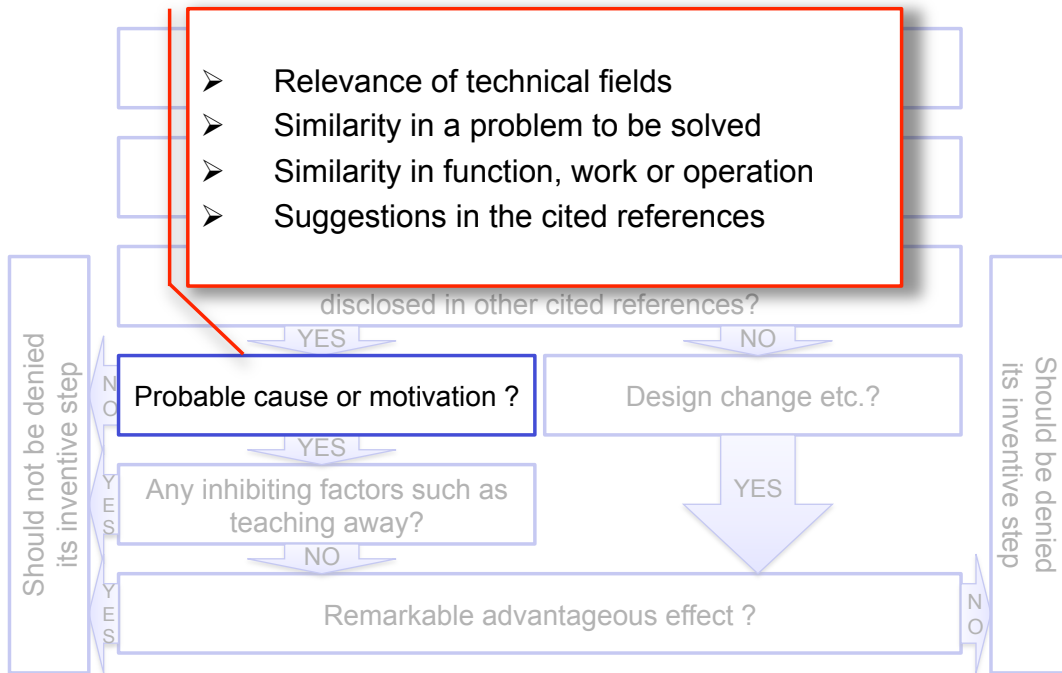 ➢ Relevance of technical fields
➢ Similarity in a problem to be solved
➢ Similarity in function, work or operation
➢ Suggestions in the cited references
disclosed in other cited references?
YES
NO
Should not be denied
its inventive step
NO
Probable cause or motivation ?
Design change etc.?
Should be denied
its inventive step
YES
YES
YES
Any inhibiting factors such as
teaching away?
NO
YES
Remarkable advantageous effect ?
NO